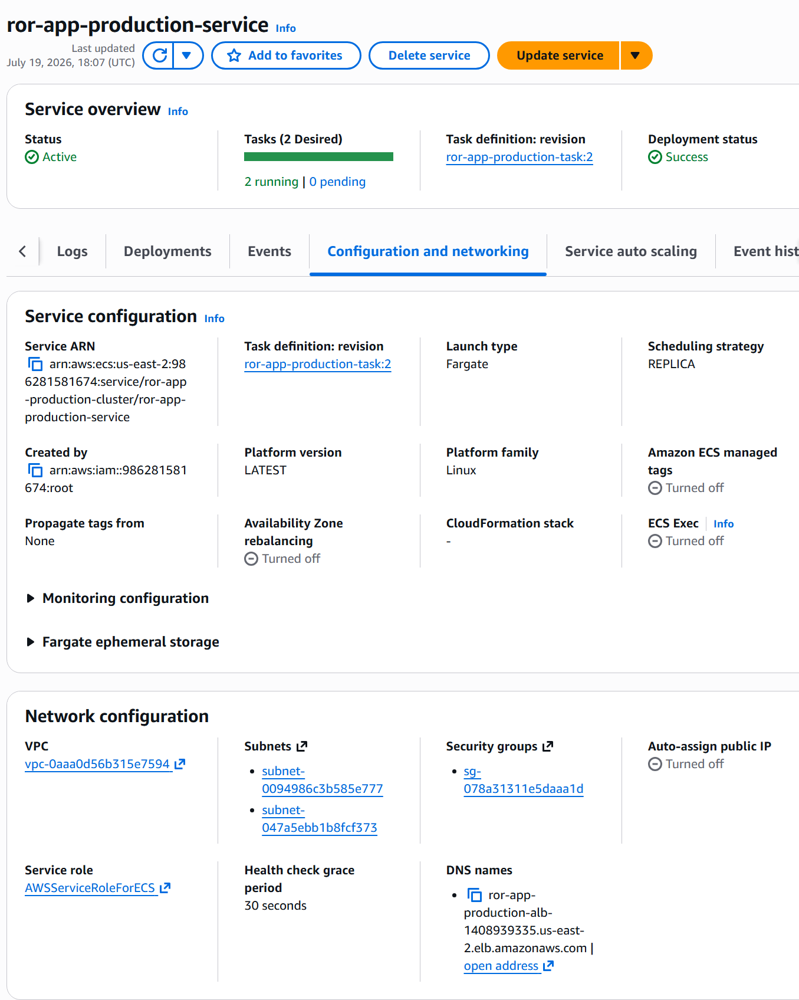 ror-app-production-service Info
Last updated
July 19, 2026, 18:07 (UTC)
Add to favorites
Delete service
Update service
Service overview Info
Status
Active
Tasks (2 Desired)
2 running | 0 pending
Task definition: revision
ror-app-production-task:2
Deployment status
Success
Logs
Deployments
Events
Configuration and networking
Service auto scaling
Event hist
Service configuration Info
Service ARN
arn:aws:ecs:us-east-2:98
6281581674:service/ror-app
-production-cluster/ror-app-
production-service
Task definition: revision
ror-app-production-task:2
Launch type
Fargate
Scheduling strategy
REPLICA
Created by
arn:aws:iam::986281581
674:root
Platform version
LATEST
Platform family
Linux
Amazon ECS managed
tags
Turned off
Propagate tags from
None
Availability Zone
rebalancing
Turned off
CloudFormation stack
-
ECS Exec Info
Turned off
Monitoring configuration
Fargate ephemeral storage
Network configuration
VPC
vpc-0aaa0d56b315e7594
Subnets
subnet-
0094986c3b585e777
subnet-
047a5ebb1b8fcf373
Security groups
sg-
078a31311e5daaa1d
Auto-assign public IP
Turned off
Service role
AWSServiceRoleForECS
Health check grace
period
30 seconds
DNS names
ror-app-
production-alb-
1408939335.us-east-
2.elb.amazonaws.com |
open address